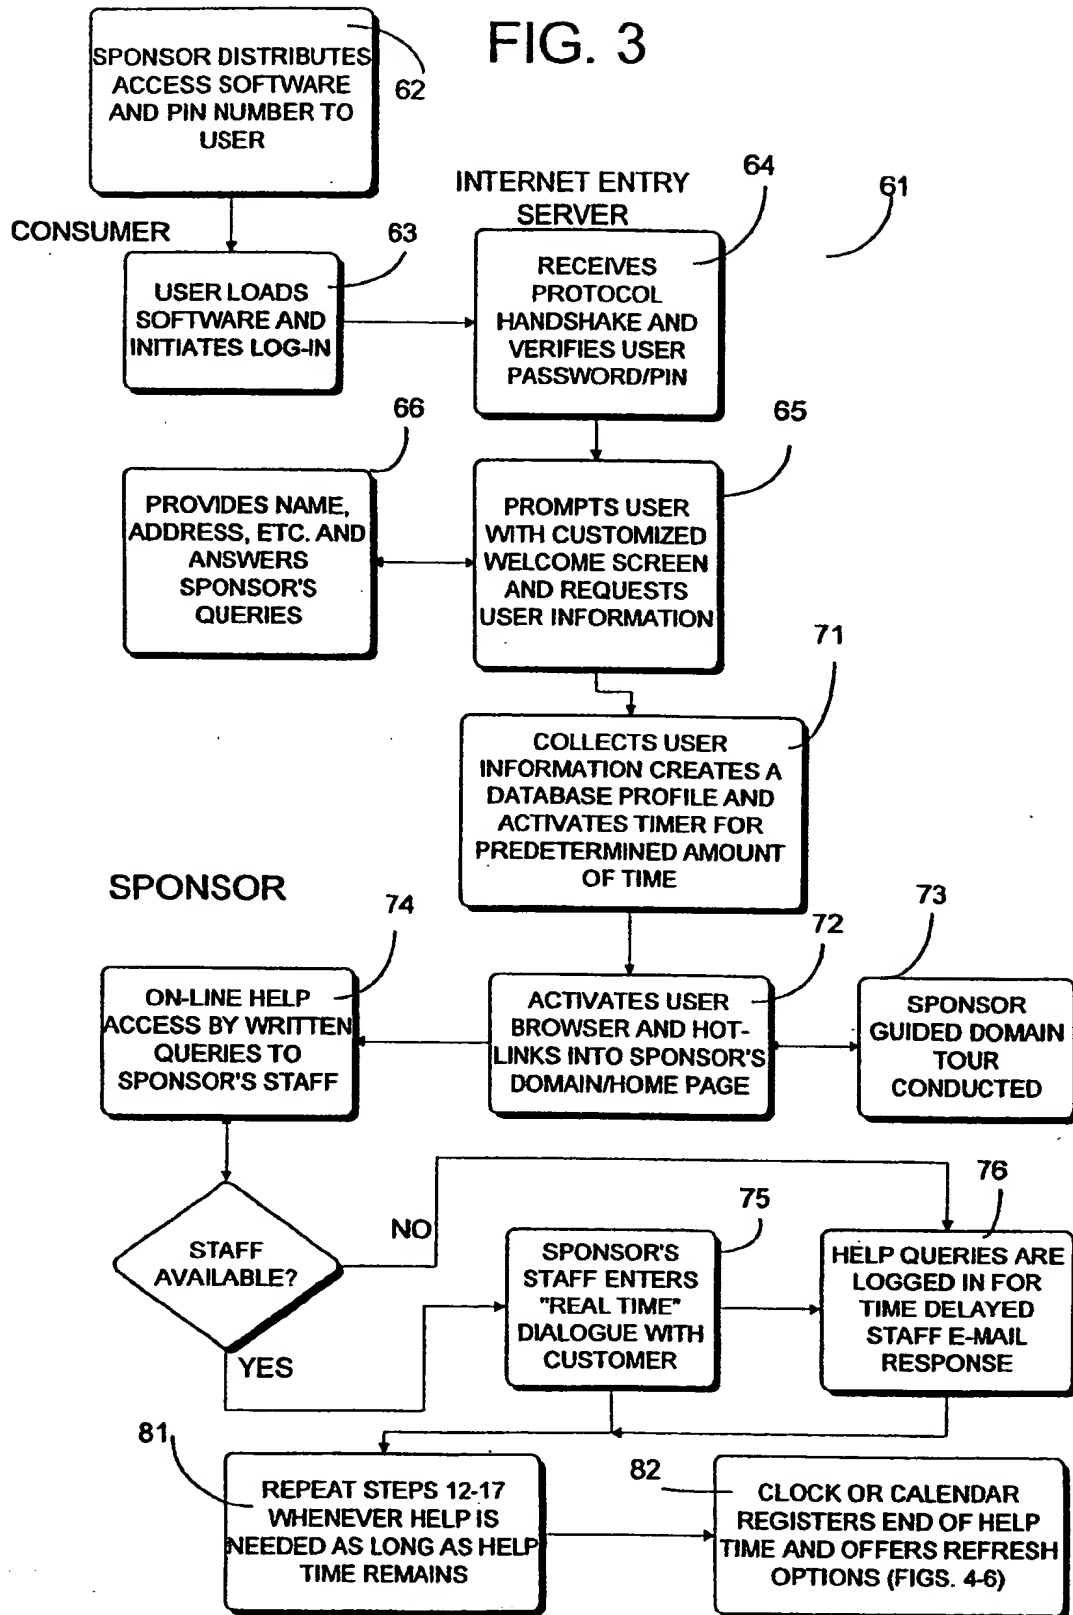 FIG. 3
SPONSOR DISTRIBUTES
ACCESS SOFTWARE
AND PIN NUMBER TO
USER
62
CONSUMER
63
USER LOADS
SOFTWARE AND
INITIATES LOG-IN
INTERNET ENTRY
SERVER
64
61
RECEIVES
PROTOCOL
HANDSHAKE AND
VERIFIES USER
PASSWORD/PIN
66
PROVIDES NAME,
ADDRESS, ETC. AND
ANSWERS
SPONSOR'S
QUERIES
65
PROMPTS USER
WITH CUSTOMIZED
WELCOME SCREEN
AND REQUESTS
USER INFORMATION
71
COLLECTS USER
INFORMATION CREATES A
DATABASE PROFILE AND
ACTIVATES TIMER FOR
PREDETERMINED AMOUNT
OF TIME
SPONSOR
74
ON-LINE HELP
ACCESS BY WRITTEN
QUERIES TO
SPONSOR'S STAFF
72
ACTIVATES USER
BROWSER AND HOT-
LINKS INTO SPONSOR'S
DOMAIN/HOME PAGE
73
SPONSOR
GUIDED DOMAIN
TOUR
CONDUCTED
STAFF
AVAILABLE?
NO
YES
75
SPONSOR'S
STAFF ENTERS
"REAL TIME"
DIALOGUE WITH
CUSTOMER
76
HELP QUERIES ARE
LOGGED IN FOR
TIME DELAYED
STAFF E-MAIL
RESPONSE
81
REPEAT STEPS 12-17
WHENEVER HELP IS
NEEDED AS LONG AS HELP
TIME REMAINS
82
CLOCK OR CALENDAR
REGISTERS END OF HELP
TIME AND OFFERS REFRESH
OPTIONS (FIGS. 4-6)